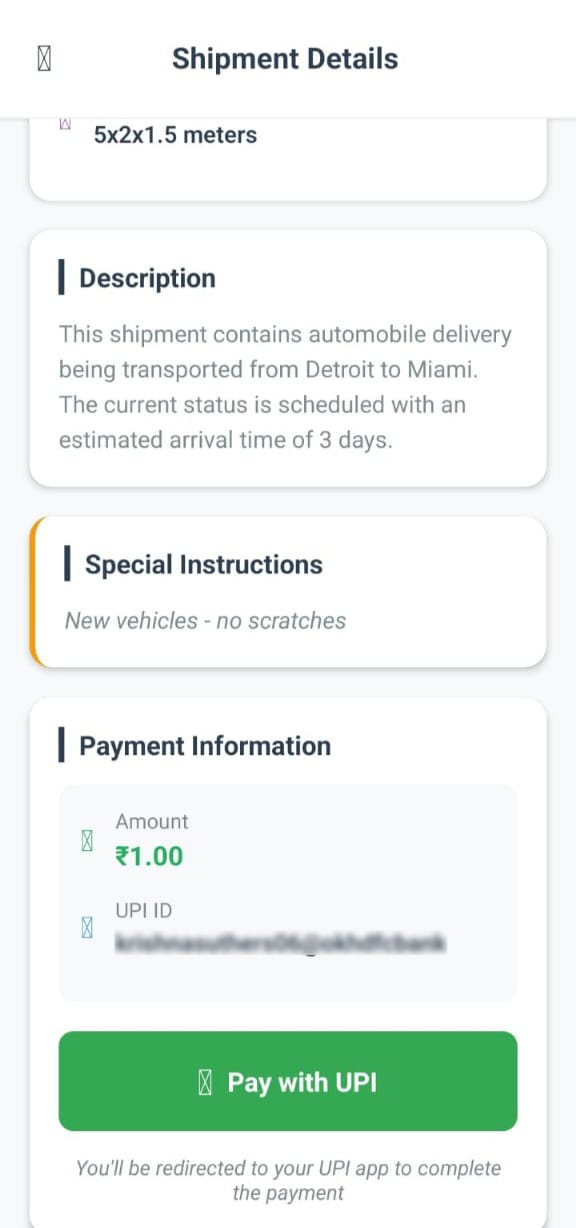 Shipment Details
5x2x1.5 meters
Description
This shipment contains automobile delivery
being transported from Detroit to Miami.
The current status is scheduled with an
estimated arrival time of 3 days.
Special Instructions
New vehicles - no scratches
Payment Information
Amount
₹1.00
UPI ID
Pay with UPI
You'll be redirected to your UPI app to complete
the payment